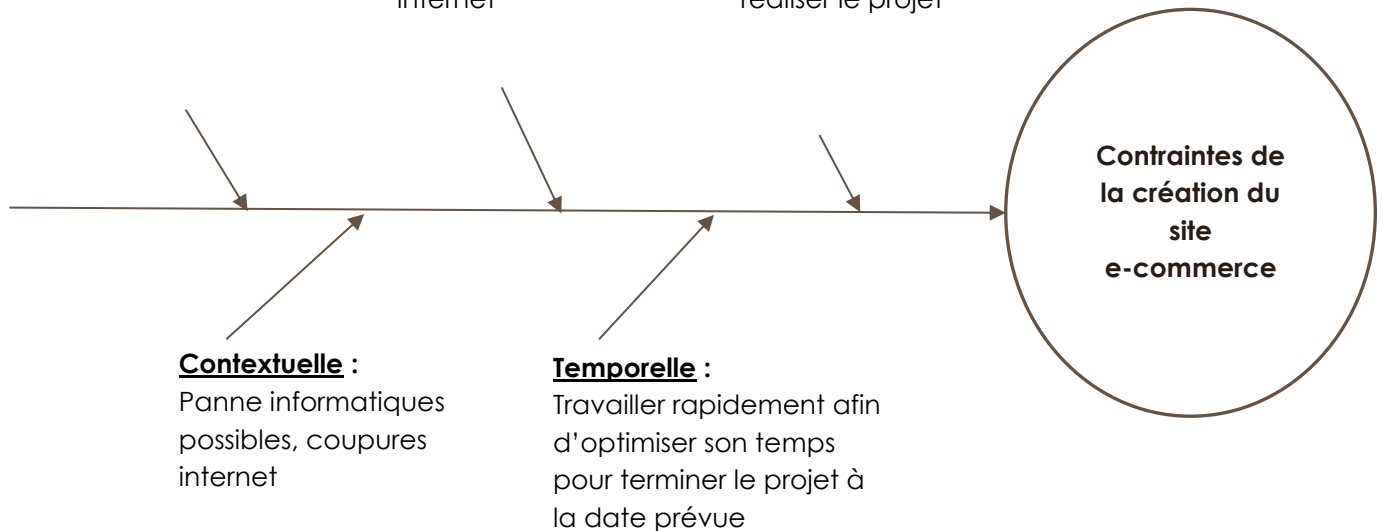 internet
réaliser le projet
Contraintes de
la création du
site
e-commerce
Contextuelle :
Panne informatiques
possibles, coupures
internet
Temporelle :
Travailler rapidement afin
d'optimiser son temps
pour terminer le projet à
la date prévue